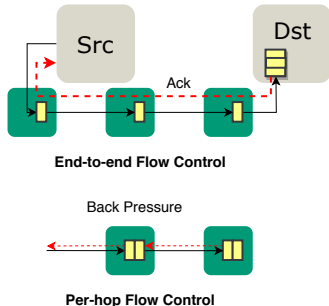 Src
Dst
Ack
End-to-end Flow Control
Back Pressure
Per-hop Flow Control